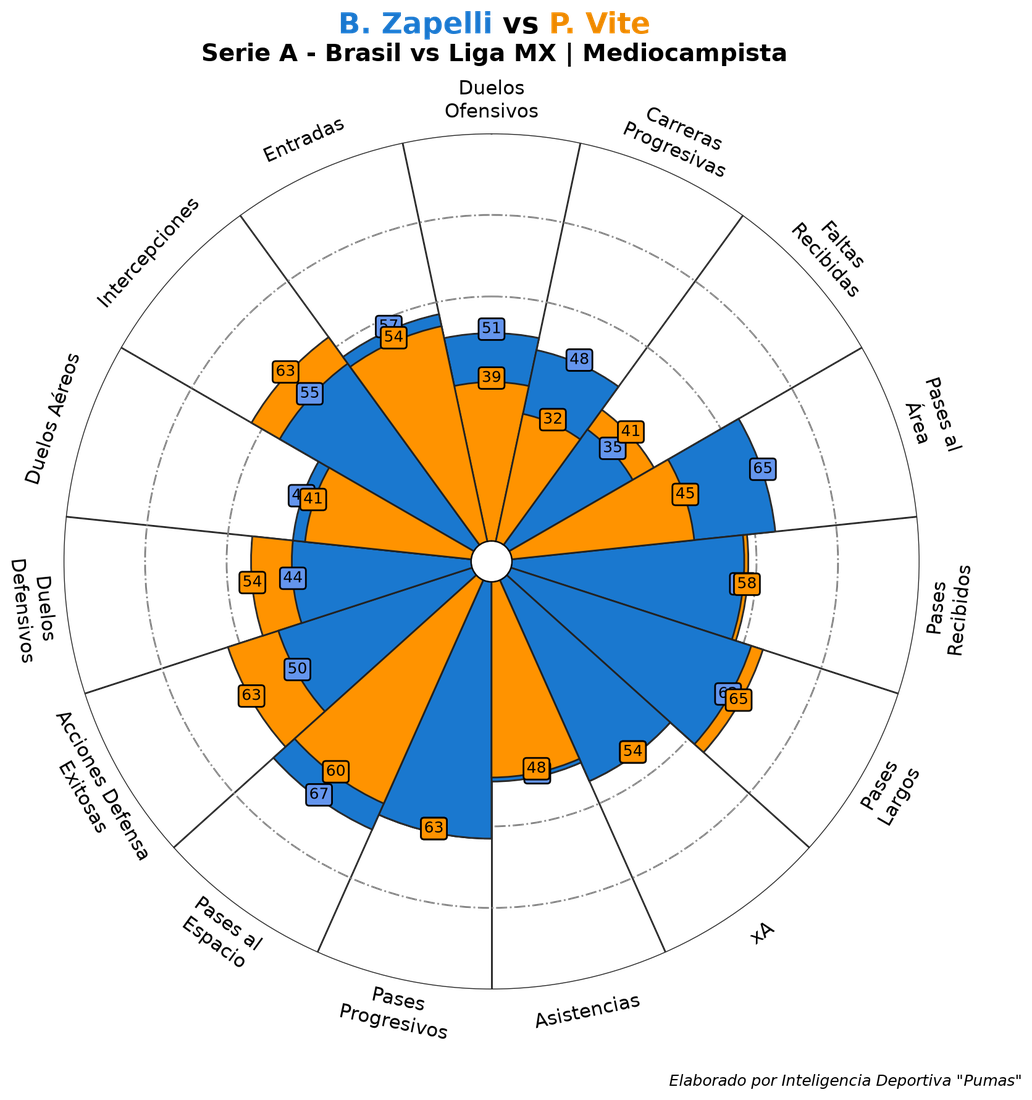 B. Zapelli vs P. Vite
Serie A - Brasil vs Liga MX | Mediocampista
Duelos
Ofensivos
51
39
Carreras
Progresivas
48
32
Faltas
Recibidas
41
35
Pases al
Área
65
45
Pases
Recibidos
58
Pases
Largos
65
xA
54
Asistencias
48
Pases
Progresivos
63
Pases al
Espacio
60
67
Acciones Defensa
Exitosas
50
63
Duelos
Defensivos
54
44
Duelos Aéreos
41
Intercepciones
63
55
Entradas
57
54
Elaborado por Inteligencia Deportiva "Pumas"